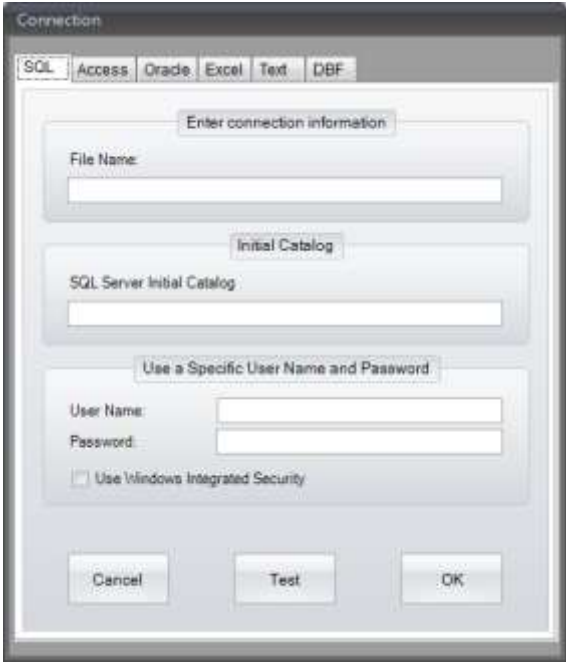 Connection
SQL Access Oracle Excel Text DBF
Enter connection information
File Name:
Initial Catalog
SQL Server Initial Catalog
Use a Specific User Name and Password
User Name:
Password:
Use Windows Integrated Security
Cancel Test OK